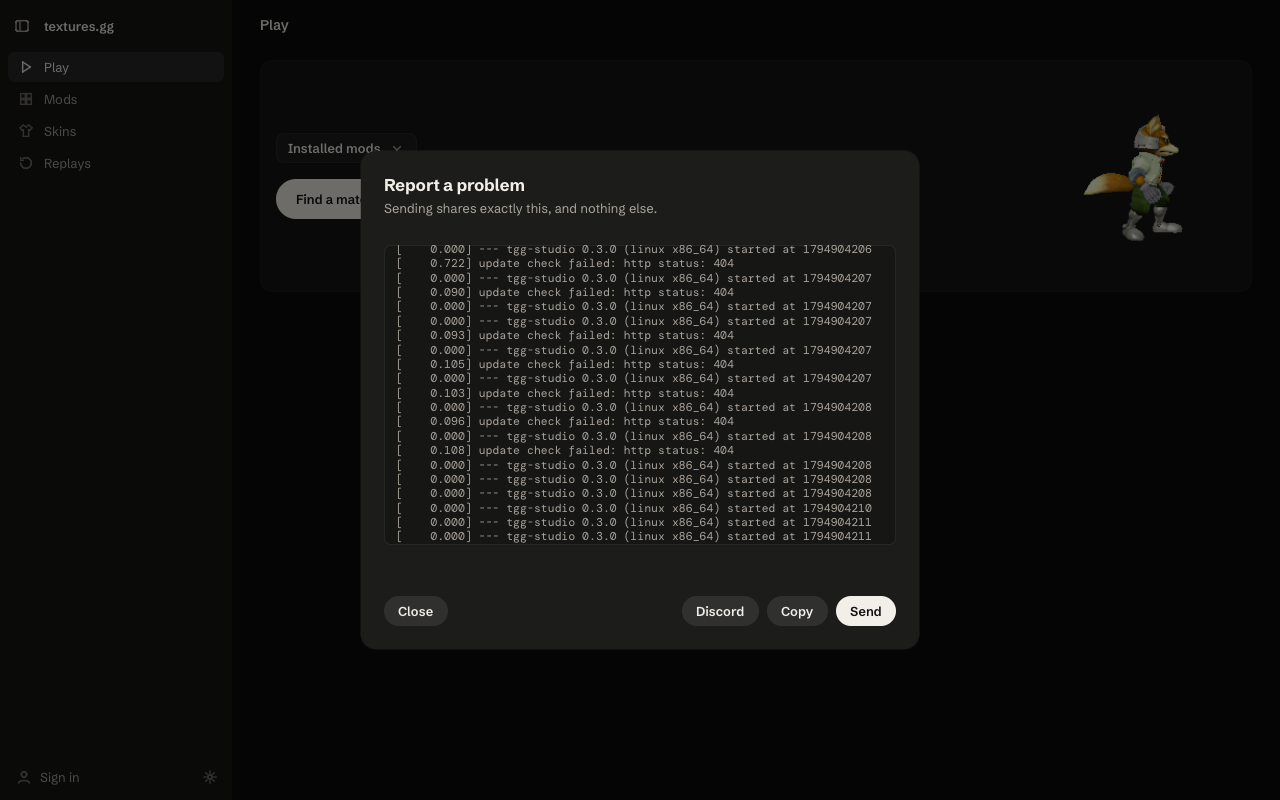 textures.gg
Play
Play
Mods
Skins
Replays
Installed mods
Find a mat
Report a problem
Sending shares exactly this, and nothing else.
[    0.000] --- tgg-studio 0.3.0 (linux x86_64) started at 1794904206
[    0.722] update check failed: http status: 404
[    0.000] --- tgg-studio 0.3.0 (linux x86_64) started at 1794904207
[    0.090] update check failed: http status: 404
[    0.000] --- tgg-studio 0.3.0 (linux x86_64) started at 1794904207
[    0.000] --- tgg-studio 0.3.0 (linux x86_64) started at 1794904207
[    0.093] update check failed: http status: 404
[    0.000] --- tgg-studio 0.3.0 (linux x86_64) started at 1794904207
[    0.105] update check failed: http status: 404
[    0.000] --- tgg-studio 0.3.0 (linux x86_64) started at 1794904207
[    0.103] update check failed: http status: 404
[    0.000] --- tgg-studio 0.3.0 (linux x86_64) started at 1794904208
[    0.096] update check failed: http status: 404
[    0.000] --- tgg-studio 0.3.0 (linux x86_64) started at 1794904208
[    0.108] update check failed: http status: 404
[    0.000] --- tgg-studio 0.3.0 (linux x86_64) started at 1794904208
[    0.000] --- tgg-studio 0.3.0 (linux x86_64) started at 1794904208
[    0.000] --- tgg-studio 0.3.0 (linux x86_64) started at 1794904208
[    0.000] --- tgg-studio 0.3.0 (linux x86_64) started at 1794904210
[    0.000] --- tgg-studio 0.3.0 (linux x86_64) started at 1794904211
[    0.000] --- tgg-studio 0.3.0 (linux x86_64) started at 1794904211
Close
Discord
Copy
Send
Sign in